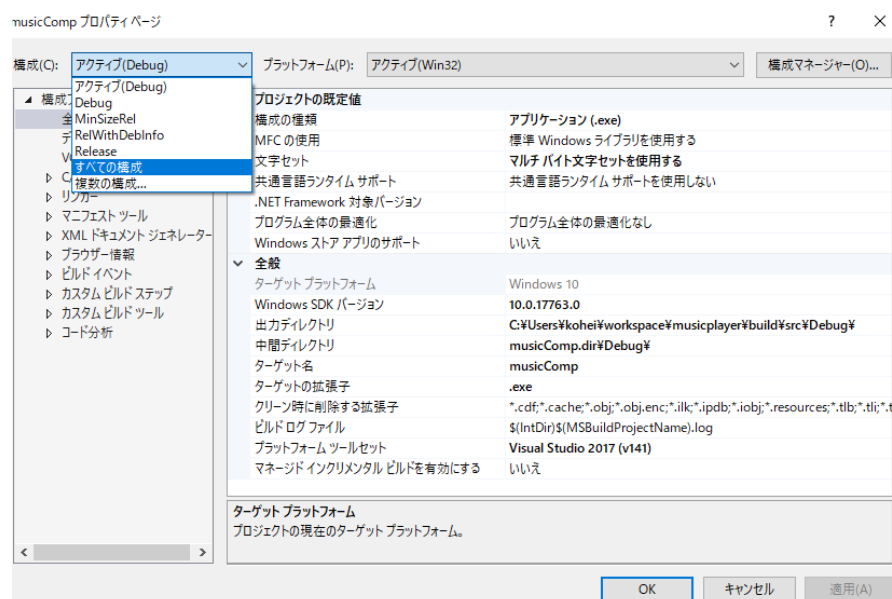 musicComp プロパティ ページ
構成(C): アクティブ(Debug) プラットフォーム(P): アクティブ(Win32) 構成マネージャー(O)...
アクティブ(Debug)
Debug
MinSizeRel
RelWithDebInfo
Release
すべての構成
複数の構成...
リンカー
マニフェスト ツール
XML ドキュメント ジェネレーター
ブラウザー情報
ビルド イベント
カスタム ビルド ステップ
カスタム ビルド ツール
コード分析
プロジェクトの既定値
構成の種類 アプリケーション (.exe)
MFC の使用 標準 Windows ライブラリを使用する
文字セット マルチ バイト文字セットを使用する
共通言語ランタイム サポート 共通言語ランタイム サポートを使用しない
.NET Framework 対象バージョン
プログラム全体の最適化 プログラム全体の最適化なし
Windows ストア アプリのサポート いいえ
全般
ターゲット プラットフォーム Windows 10
Windows SDK バージョン 10.0.17763.0
出力ディレクトリ C:¥Users¥kohei¥workspace¥musicplayer¥build¥src¥Debug¥
中間ディレクトリ musicComp.dir¥Debug¥
ターゲット名 musicComp
ターゲットの拡張子 .exe
クリーン時に削除する拡張子 *.cdf;*.cache;*.obj;*.obj.enc;*.ilk;*.ipdb;*.iobj;*.resources;*.tlb;*.tli;*.t
ビルド ログ ファイル $(IntDir)$(MSBuildProjectName).log
プラットフォーム ツールセット Visual Studio 2017 (v141)
マネージド インクリメンタル ビルドを有効にする いいえ
ターゲット プラットフォーム
プロジェクトの現在のターゲット プラットフォーム。
OK キャンセル 適用(A)